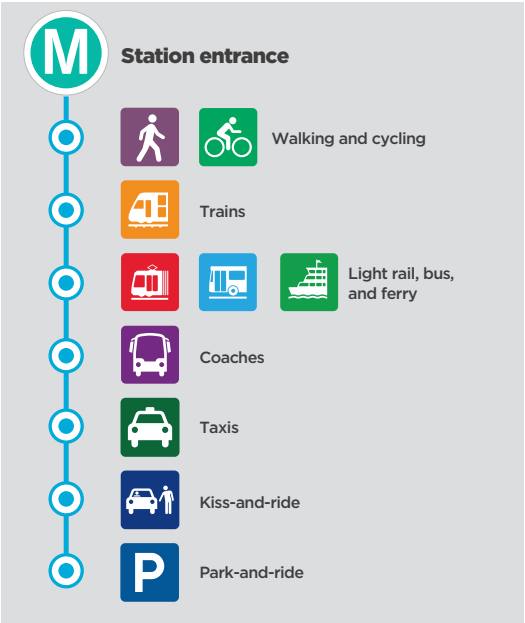 M
Station entrance
Walking and cycling
Trains
Light rail, bus,
and ferry
Coaches
Taxis
Kiss-and-ride
P
Park-and-ride